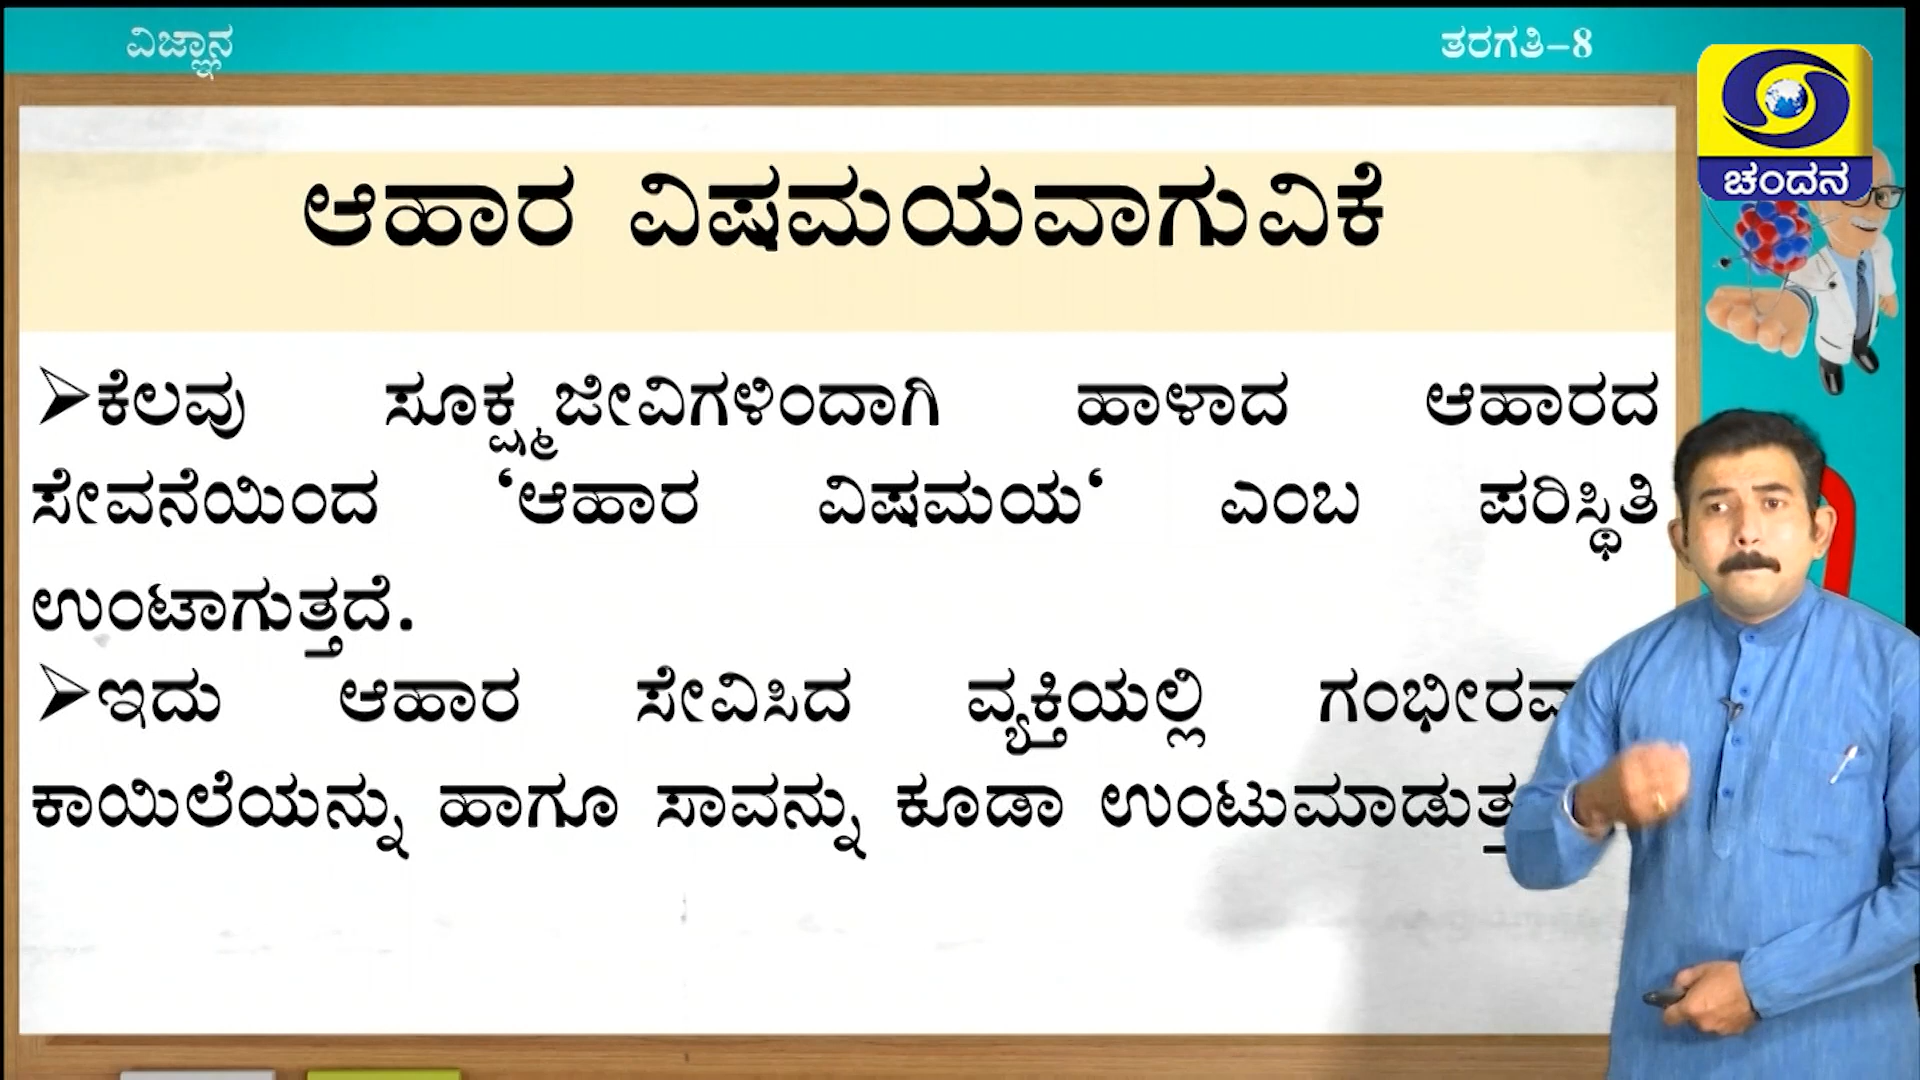 ವಿಜ್ಞಾನ
ತರಗತಿ–8
ಚಂದನ
ಆಹಾರ ವಿಷಮಯವಾಗುವಿಕೆ
➢ಕೆಲವು ಸೂಕ್ಷ್ಮಜೀವಿಗಳಿಂದಾಗಿ ಹಾಳಾದ ಆಹಾರದ
ಸೇವನೆಯಿಂದ ‘ಆಹಾರ ವಿಷಮಯ‘ ಎಂಬ ಪರಿಸ್ಥಿತಿ
ಉಂಟಾಗುತ್ತದೆ.
➢ಇದು ಆಹಾರ ಸೇವಿಸಿದ ವ್ಯಕ್ತಿಯಲ್ಲಿ
ಕಾಯಿಲೆಯನ್ನು ಹಾಗೂ ಸಾವನ್ನು ಕೂಡಾ